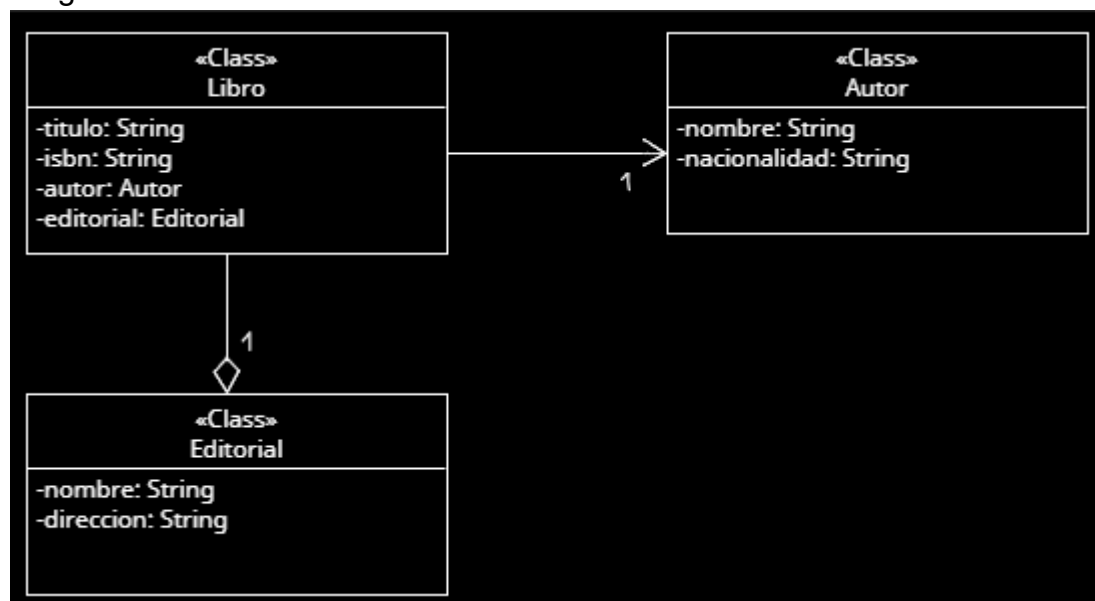 «Class»
Libro
-titulo: String
-isbn: String
-autor: Autor
-editorial: Editorial
1
«Class»
Autor
-nombre: String
-nacionalidad: String
1
«Class»
Editorial
-nombre: String
-direccion: String